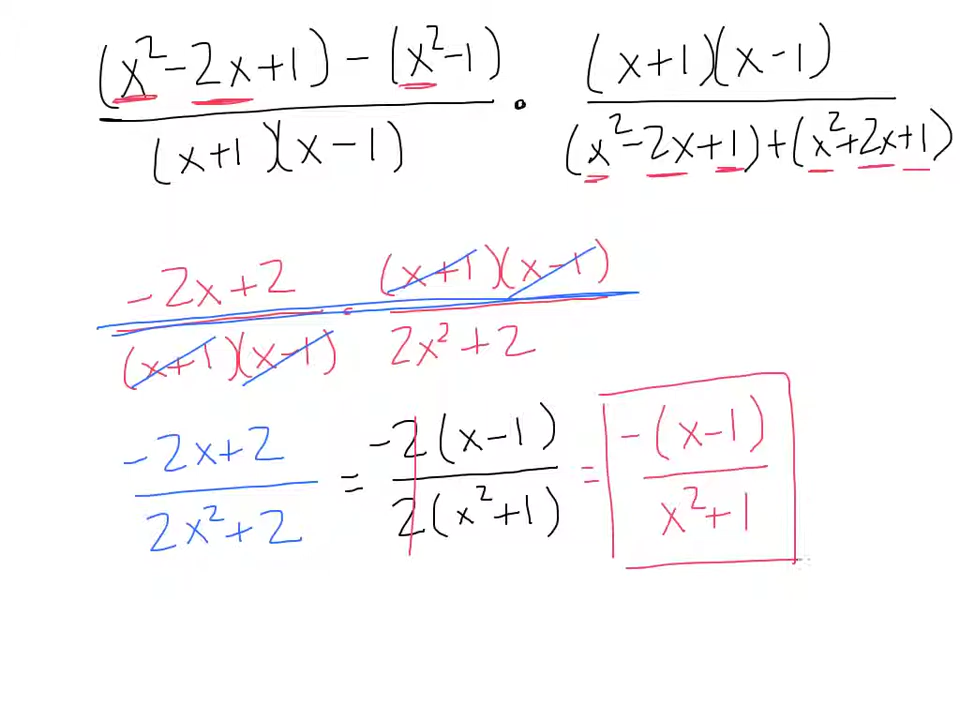 (x²-2x+1) - (x²-1) / (x+1)(x-1) · (x+1)(x-1) / (x²-2x+1)+(x²+2x+1)
-2x+2 / (x+1)(x-1) · (x+1)(x-1) / 2x²+2
-2x+2 / 2x²+2 = -2(x-1) / 2(x²+1) = -(x-1) / x²+1